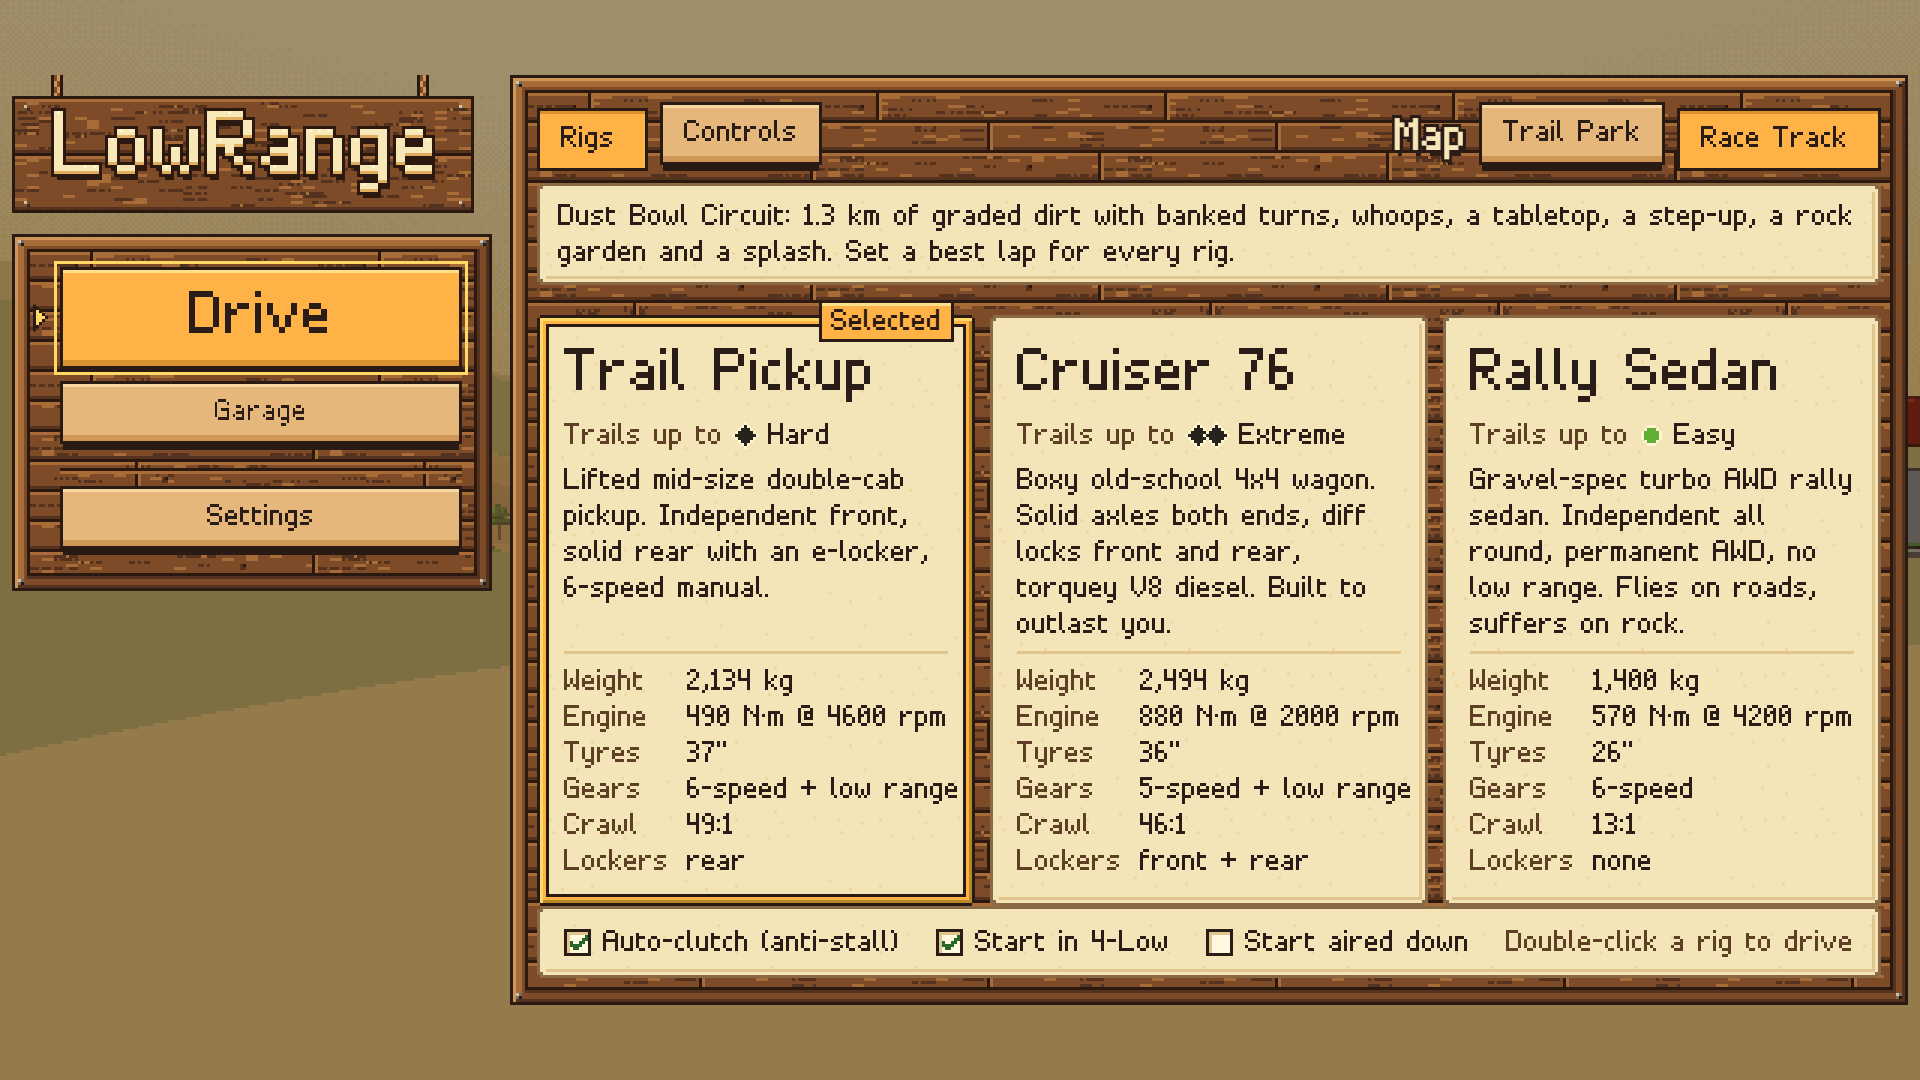 LowRange
Drive
Garage
Settings
Rigs
Controls
Map
Trail Park
Race Track
Dust Bowl Circuit: 1.3 km of graded dirt with banked turns, whoops, a tabletop, a step-up, a rock
garden and a splash. Set a best lap for every rig.
Selected
Trail Pickup
Trails up to Hard
Lifted mid-size double-cab
pickup. Independent front,
solid rear with an e-locker,
6-speed manual.
Weight 2,134 kg
Engine 490 N·m @ 4600 rpm
Tyres 37"
Gears 6-speed + low range
Crawl 49:1
Lockers rear
Cruiser 76
Trails up to Extreme
Boxy old-school 4x4 wagon.
Solid axles both ends, diff
locks front and rear,
torquey V8 diesel. Built to
outlast you.
Weight 2,494 kg
Engine 880 N·m @ 2000 rpm
Tyres 36"
Gears 5-speed + low range
Crawl 46:1
Lockers front + rear
Rally Sedan
Trails up to Easy
Gravel-spec turbo AWD rally
sedan. Independent all
round, permanent AWD, no
low range. Flies on roads,
suffers on rock.
Weight 1,400 kg
Engine 570 N·m @ 4200 rpm
Tyres 26"
Gears 6-speed
Crawl 13:1
Lockers none
Auto-clutch (anti-stall)
Start in 4-Low
Start aired down
Double-click a rig to drive